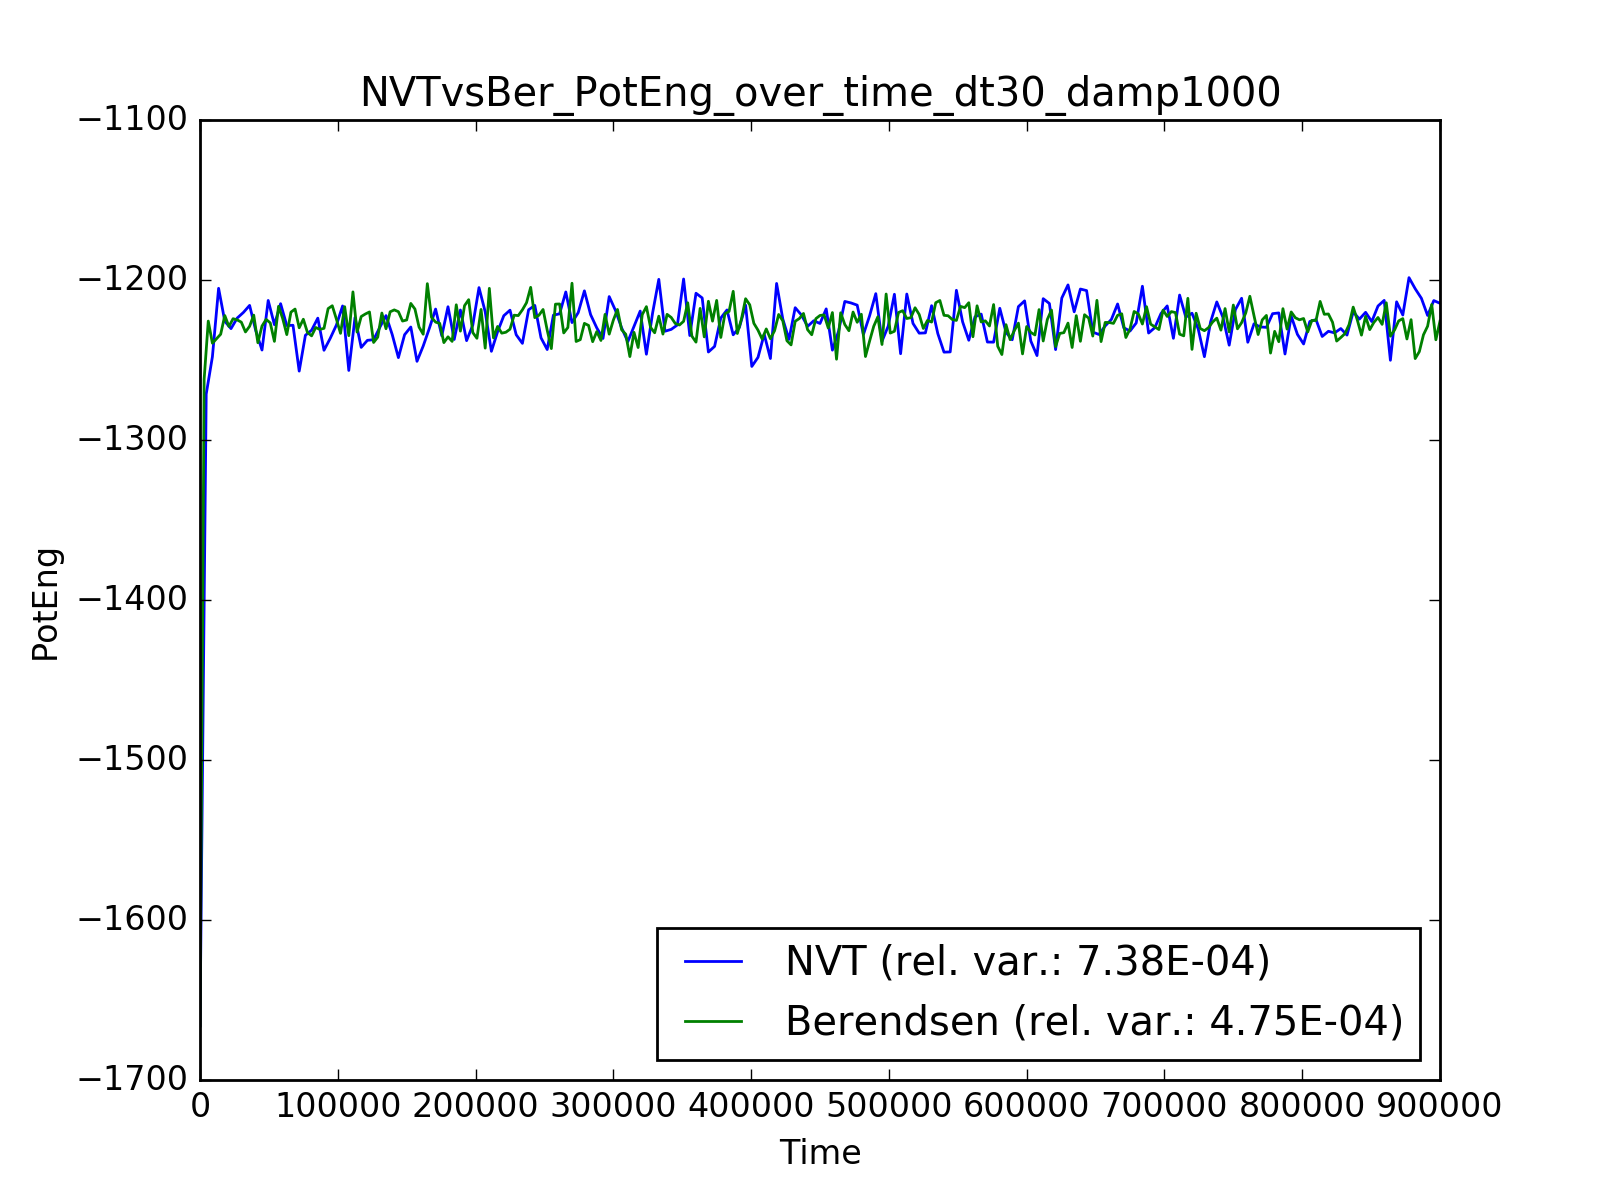 NVTvsBer_PotEng_over_time_dt30_damp1000
−1100
−1200
−1300
−1400
−1500
−1600
−1700
PotEng
NVT (rel. var.: 7.38E-04)
Berendsen (rel. var.: 4.75E-04)
0 100000 200000 300000 400000 500000 600000 700000 800000 900000
Time